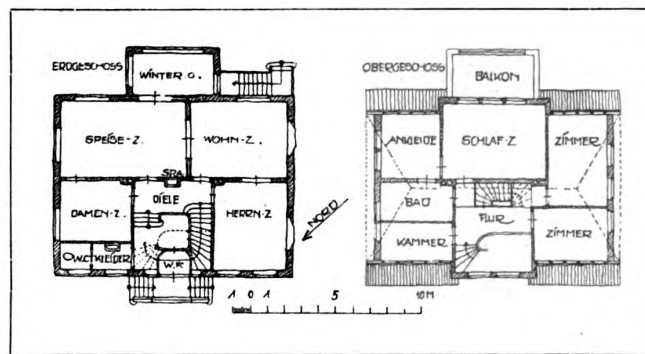 ERDGESCHOSS
WINTER G.
SPEISE-Z.
WOHN-Z.
SPA.
DIELE
DAMEN-Z.
HERRN-Z
W.C.
KLEIDER
W.F.
NORD
OBERGESCHOSS
BALKON
ANKLEIDE
SCHLAF-Z
ZIMMER
BAD
FLUR
KAMMER
ZIMMER
1 0 1 5 10 M